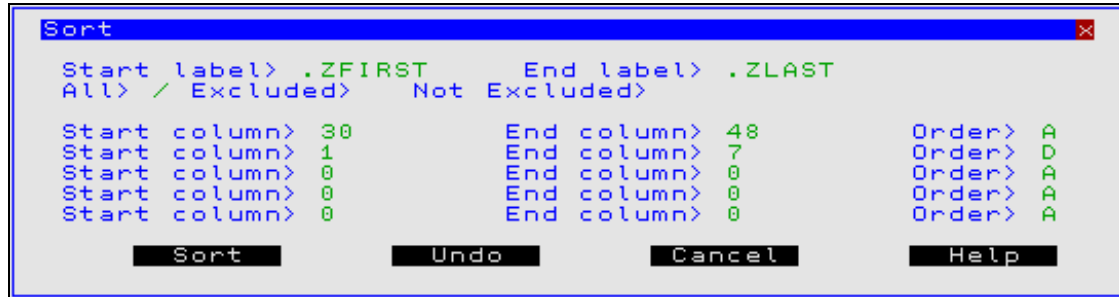 Sort ×
Start label> .ZFIRST End label> .ZLAST
All> / Excluded> Not Excluded>
Start column> 30 End column> 48 Order> A
Start column> 1 End column> 7 Order> D
Start column> 0 End column> 0 Order> A
Start column> 0 End column> 0 Order> A
Start column> 0 End column> 0 Order> A
Sort Undo Cancel Help